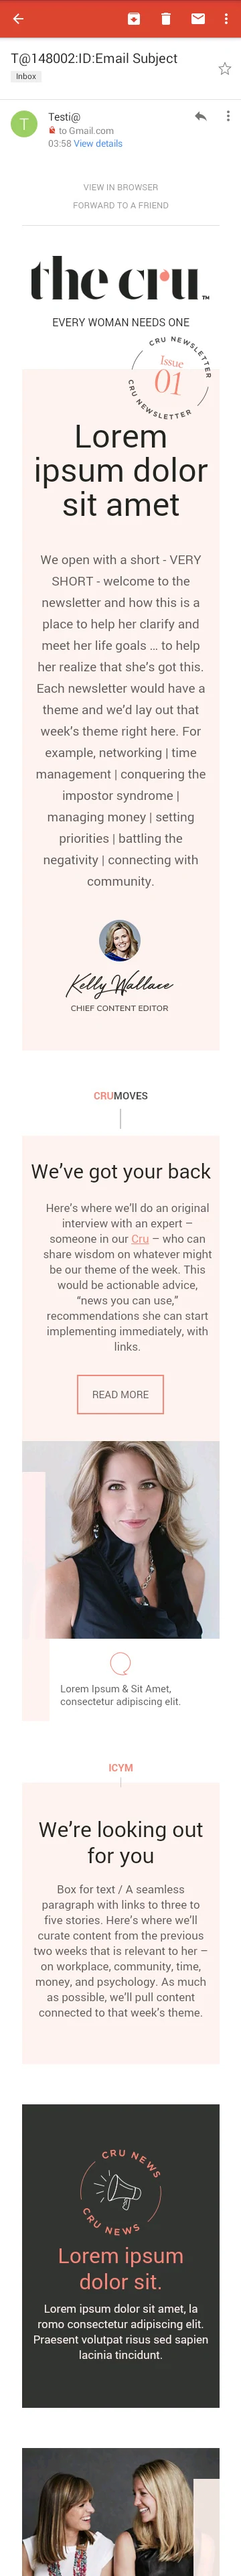 T@148002:ID:Email Subject
Inbox
T
Testi@
to Gmail.com
03:58 View details
VIEW IN BROWSER
FORWARD TO A FRIEND
the cru™
EVERY WOMAN NEEDS ONE
CRU NEWSLETTER
Issue
01
CRU NEWSLETTER
Lorem
ipsum dolor
sit amet
We open with a short - VERY
SHORT - welcome to the
newsletter and how this is a
place to help her clarify and
meet her life goals ... to help
her realize that she’s got this.
Each newsletter would have a
theme and we’d lay out that
week’s theme right here. For
example, networking | time
management | conquering the
impostor syndrome |
managing money | setting
priorities | battling the
negativity | connecting with
community.
Kelly Wallace
CHIEF CONTENT EDITOR
CRUMOVES
We’ve got your back
Here’s where we’ll do an original
interview with an expert –
someone in our Cru – who can
share wisdom on whatever might
be our theme of the week. This
would be actionable advice,
“news you can use,”
recommendations she can start
implementing immediately, with
links.
READ MORE
Lorem Ipsum & Sit Amet,
consectetur adipiscing elit.
ICYM
We’re looking out
for you
Box for text / A seamless
paragraph with links to three to
five stories. Here’s where we’ll
curate content from the previous
two weeks that is relevant to her –
on workplace, community, time,
money, and psychology. As much
as possible, we’ll pull content
connected to that week’s theme.
CRU NEWS
CRU NEWS
Lorem ipsum
dolor sit.
Lorem ipsum dolor sit amet, la
romo consectetur adipiscing elit.
Praesent volutpat risus sed sapien
lacinia tincidunt.